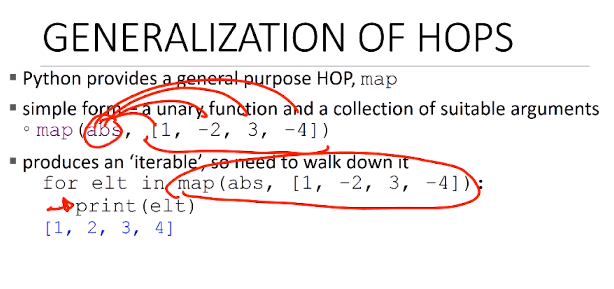 GENERALIZATION OF HOPS
▪ Python provides a general purpose HOP, map
▪ simple form – a unary function and a collection of suitable arguments
◦ map(abs, [1, -2, 3, -4])
▪ produces an ‘iterable’, so need to walk down it
for elt in map(abs, [1, -2, 3, -4]):
print(elt)
[1, 2, 3, 4]